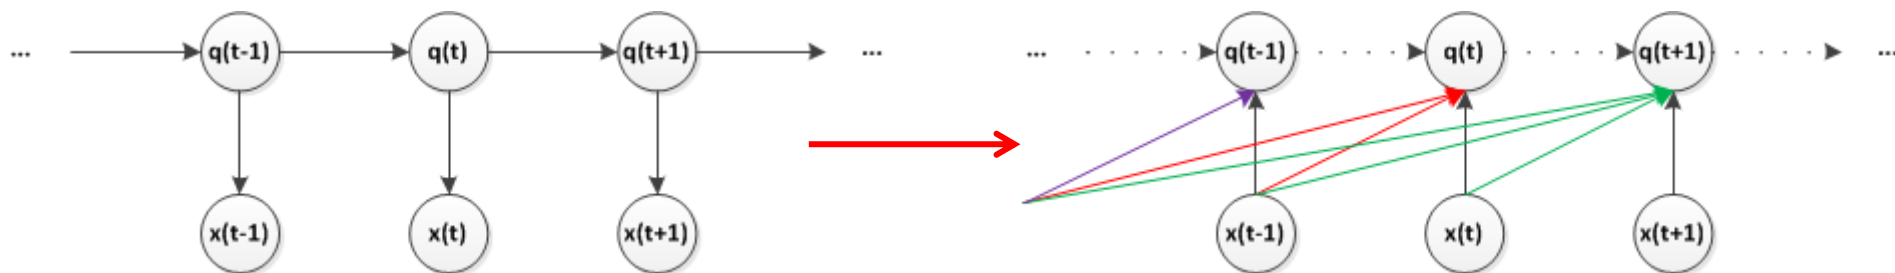 ... q(t-1) q(t) q(t+1) ... ... q(t-1) q(t) q(t+1) ...
x(t-1) x(t) x(t+1) x(t-1) x(t) x(t+1)